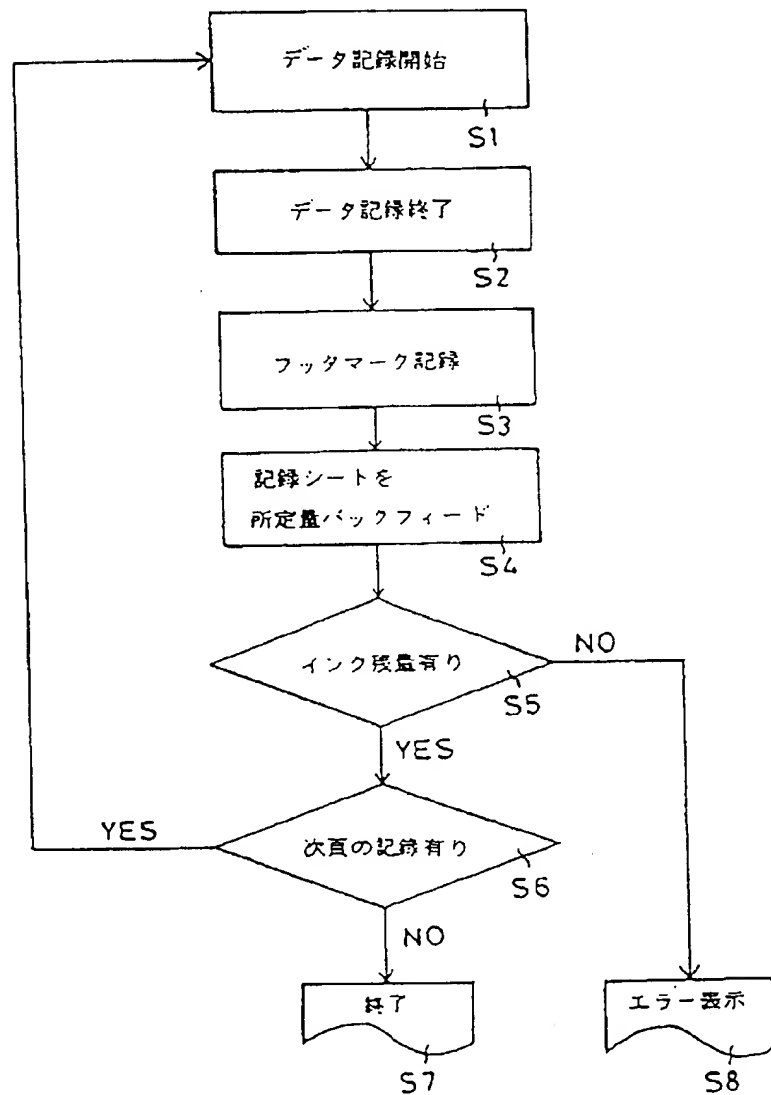 データ記録開始
S1
データ記録終了
S2
フッタマーク記録
S3
記録シートを
所定量バックフィード
S4
インク残量有り
NO
S5
YES
YES
次頁の記録有り
S6
NO
終了
エラー表示
S7
S8